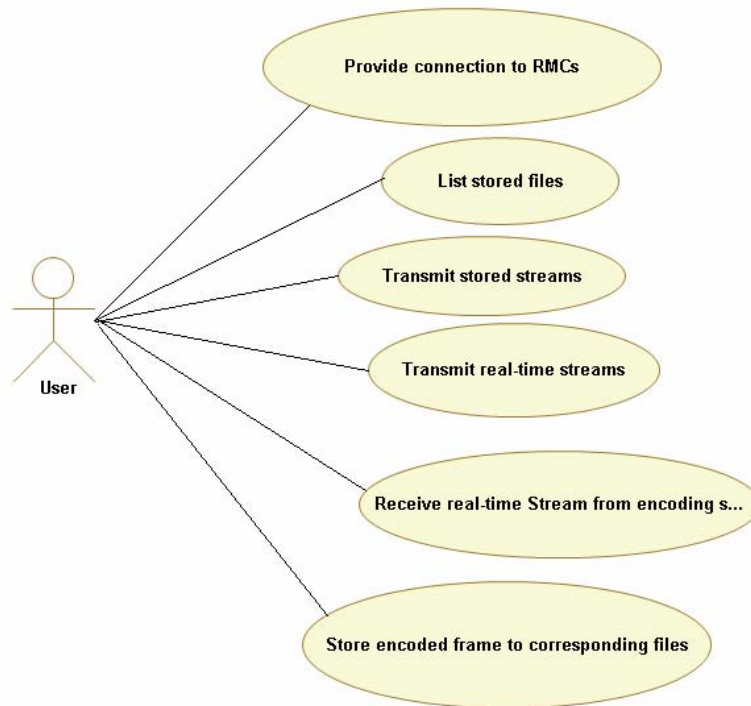 Provide connection to RMCs
List stored files
Transmit stored streams
Transmit real-time streams
User
Receive real-time Stream from encoding s...
Store encoded frame to corresponding files